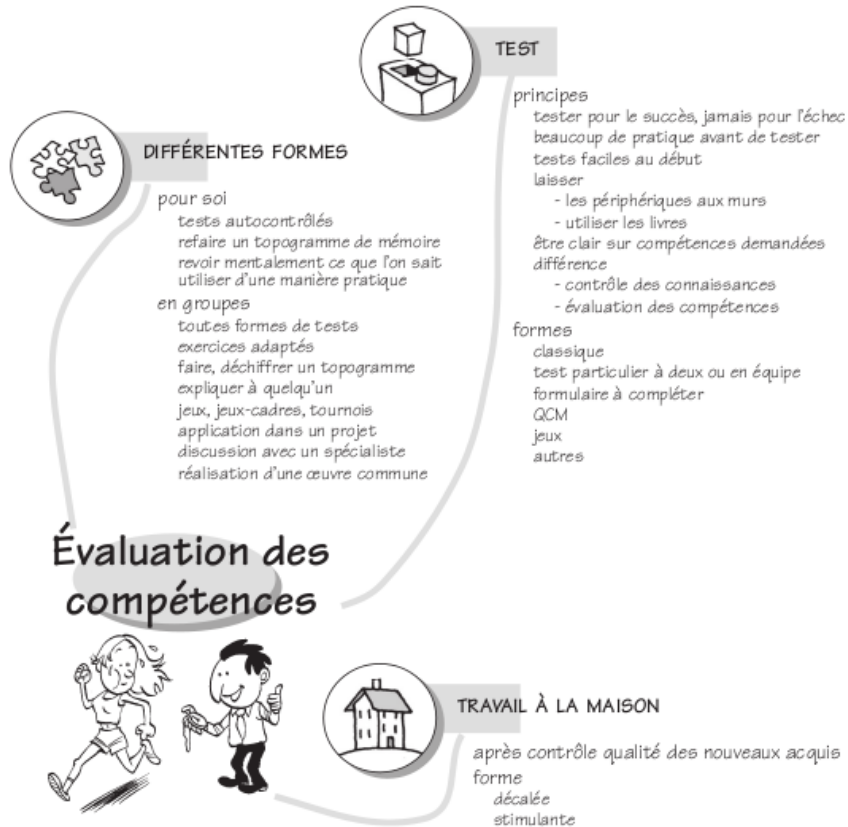 Évaluation des
compétences
DIFFÉRENTES FORMES
pour soi
tests autocontrôlés
refaire un topogramme de mémoire
revoir mentalement ce que l'on sait
utiliser d'une manière pratique
en groupes
toutes formes de tests
exercices adaptés
faire, déchiffrer un topogramme
expliquer à quelqu'un
jeux, jeux-cadres, tournois
application dans un projet
discussion avec un spécialiste
réalisation d'une œuvre commune
TEST
principes
tester pour le succès, jamais pour l'échec
beaucoup de pratique avant de tester
tests faciles au début
laisser
- les périphériques aux murs
- utiliser les livres
être clair sur compétences demandées
différence
- contrôle des connaissances
- évaluation des compétences
formes
classique
test particulier à deux ou en équipe
formulaire à compléter
QCM
jeux
autres
TRAVAIL À LA MAISON
après contrôle qualité des nouveaux acquis
forme
décalée
stimulante